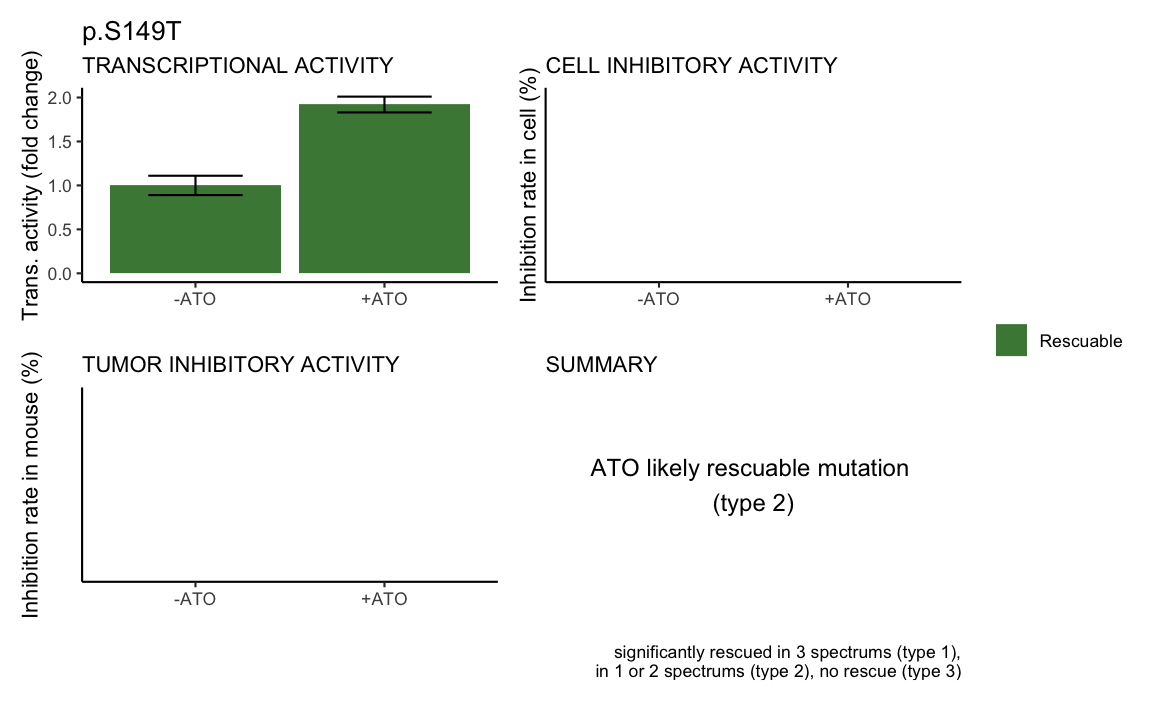 p.S149T
TRANSCRIPTIONAL ACTIVITY
Trans. activity (fold change)
2.0
1.5
1.0
0.5
0.0
-ATO
+ATO
CELL INHIBITORY ACTIVITY
Inhibition rate in cell (%)
-ATO
+ATO
Rescuable
TUMOR INHIBITORY ACTIVITY
Inhibition rate in mouse (%)
-ATO
+ATO
SUMMARY
ATO likely rescuable mutation
(type 2)
significantly rescued in 3 spectrums (type 1),
in 1 or 2 spectrums (type 2), no rescue (type 3)